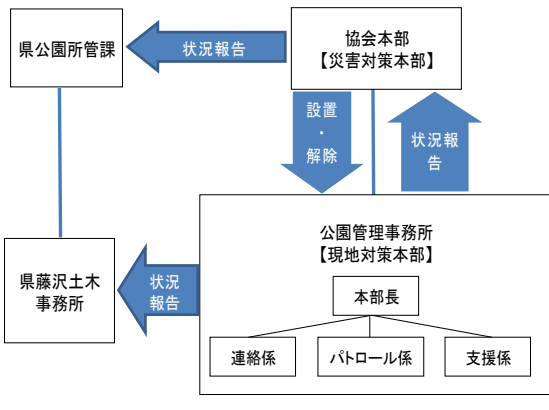 県公園所管課
状況報告
協会本部
【災害対策本部】
設置
・
解除
状況報
告
公園管理事務所
【現地対策本部】
県藤沢土木
事務所
状況
報告
本部長
連絡係
パトロール係
支援係